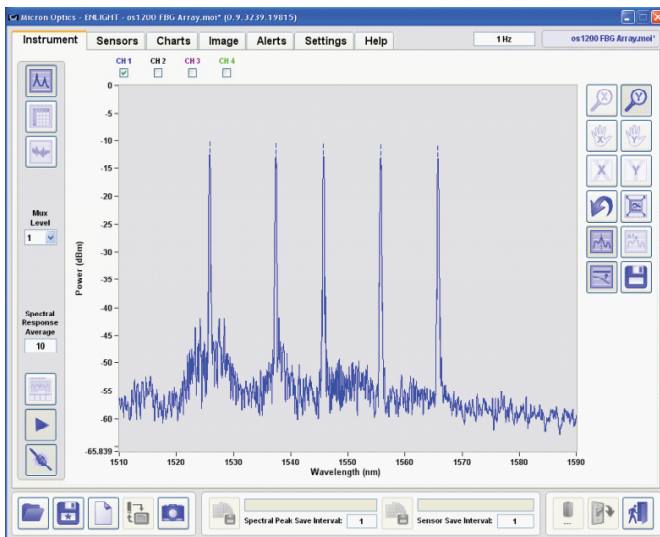 Micron Optics - ENLIGHT - os1200 FBG Array.moi* (0.9.3239.19815)
Instrument Sensors Charts Image Alerts Settings Help 1 Hz os1200 FBG Array.moi*
CH 1 CH 2 CH 3 CH 4
X Y
X Y
X Y
Mux
Level
1
Spectral
Response
Average
10
Power (dBm)
0
-5
-10
-15
-20
-25
-30
-35
-40
-45
-50
-55
-60
-65.839
1510 1520 1530 1540 1550 1560 1570 1580 1590
Wavelength (nm)
Spectral Peak Save Interval: 1 Sensor Save Interval: 1
...